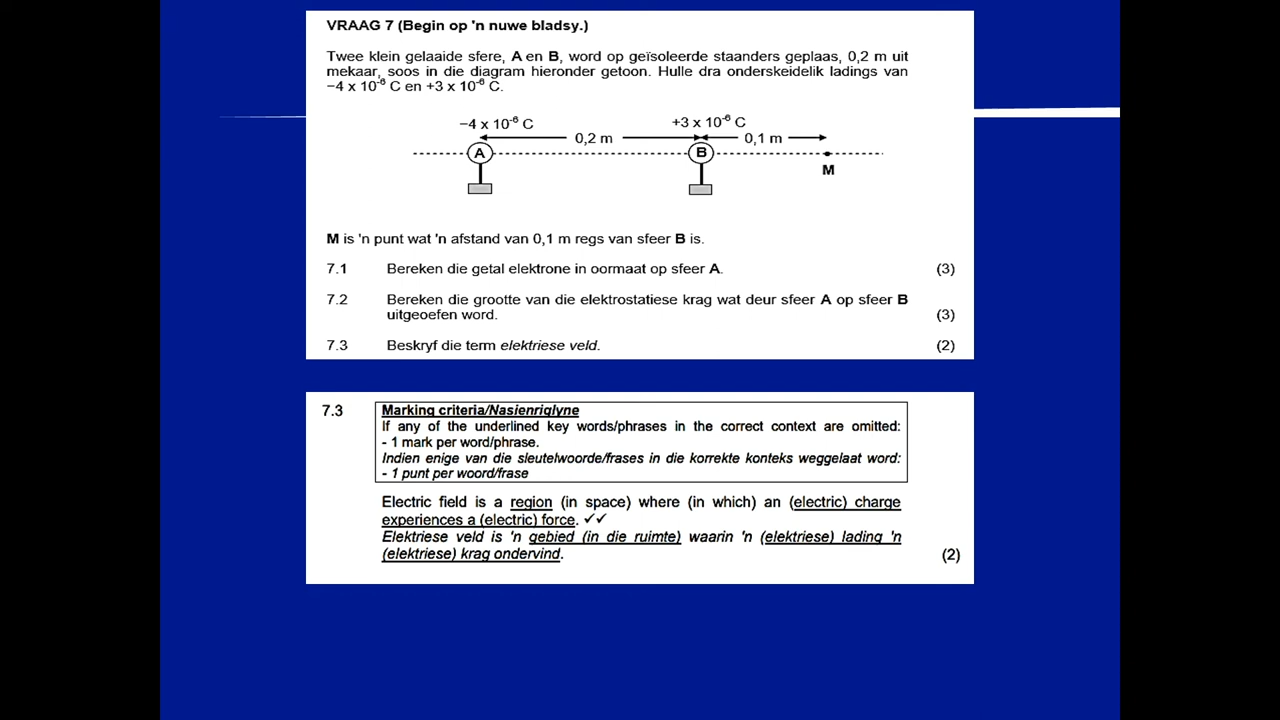 VRAAG 7 (Begin op 'n nuwe bladsy.)
Twee klein gelaaide sfere, A en B, word op geïsoleerde staanders geplaas, 0,2 m uit
mekaar, soos in die diagram hieronder getoon. Hulle dra onderskeidelik ladings van
−4 x 10⁻⁶ C en +3 x 10⁻⁶ C.
−4 x 10⁻⁶ C +3 x 10⁻⁶ C
0,2 m 0,1 m
A B
M
M is 'n punt wat 'n afstand van 0,1 m regs van sfeer B is.
7.1 Bereken die getal elektrone in oormaat op sfeer A. (3)
7.2 Bereken die grootte van die elektrostatiese krag wat deur sfeer A op sfeer B
uitgeoefen word. (3)
7.3 Beskryf die term elektriese veld. (2)
7.3 Marking criteria/Nasienriglyne
If any of the underlined key words/phrases in the correct context are omitted:
- 1 mark per word/phrase.
Indien enige van die sleutelwoorde/frases in die korrekte konteks weggelaat word:
- 1 punt per woord/frase
Electric field is a region (in space) where (in which) an (electric) charge
experiences a (electric) force. ✓✓
Elektriese veld is 'n gebied (in die ruimte) waarin 'n (elektriese) lading 'n
(elektriese) krag ondervind. (2)